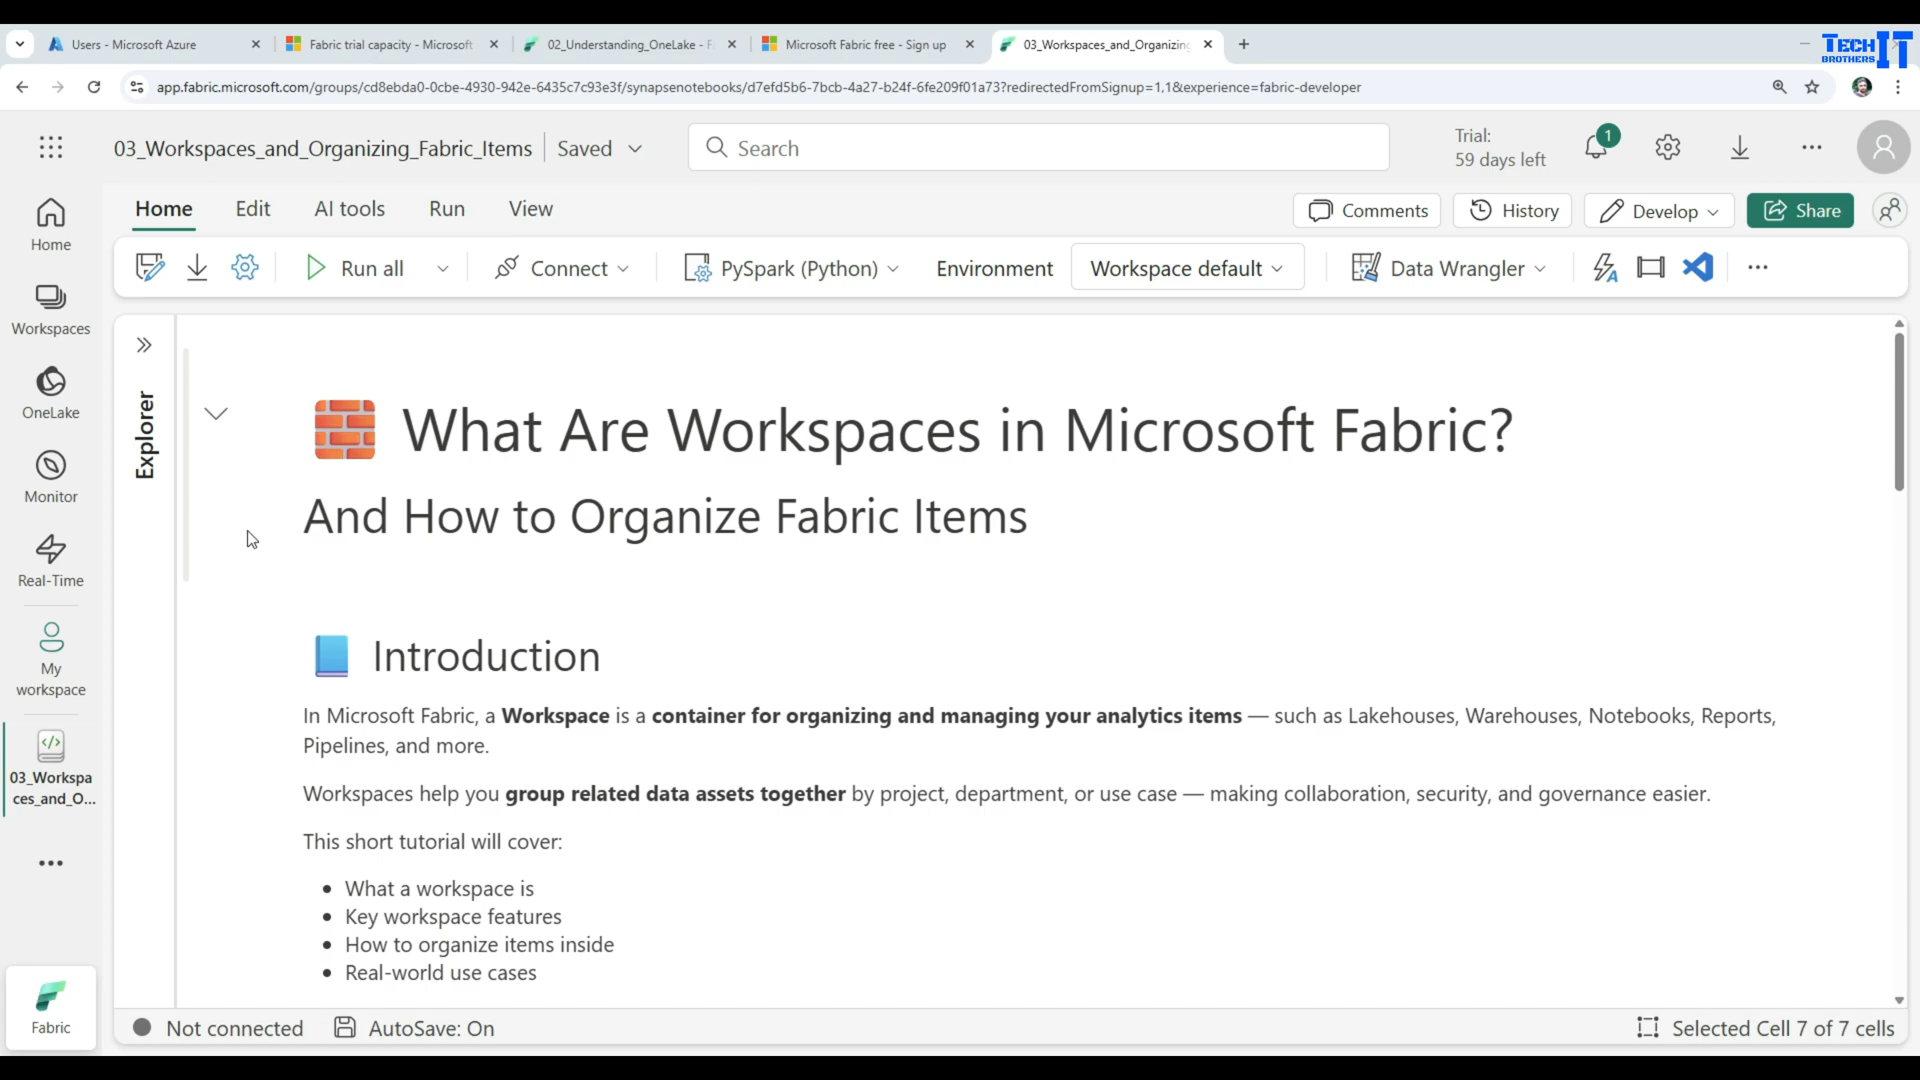 Users - Microsoft Azure
Fabric trial capacity - Microsoft
02_Understanding_OneLake - F
Microsoft Fabric free - Sign up
03_Workspaces_and_Organizing
TECH IT
BROTHERS
app.fabric.microsoft.com/groups/cd8ebda0-0cbe-4930-942e-6435c7c93e3f/synapsenotebooks/d7efd5b6-7bcb-4a27-b24f-6fe209f01a73?redirectedFromSignup=1,1&experience=fabric-developer
03_Workspaces_and_Organizing_Fabric_Items
Saved
Search
Trial:
59 days left
1
Home
Edit
AI tools
Run
View
Comments
History
Develop
Share
Run all
Connect
PySpark (Python)
Environment
Workspace default
Data Wrangler
Home
Workspaces
OneLake
Monitor
Real-Time
My
workspace
03_Workspa
ces_and_O...
Fabric
Explorer
What Are Workspaces in Microsoft Fabric?
And How to Organize Fabric Items
Introduction
In Microsoft Fabric, a Workspace is a container for organizing and managing your analytics items — such as Lakehouses, Warehouses, Notebooks, Reports,
Pipelines, and more.
Workspaces help you group related data assets together by project, department, or use case — making collaboration, security, and governance easier.
This short tutorial will cover:
• What a workspace is
• Key workspace features
• How to organize items inside
• Real-world use cases
Not connected
AutoSave: On
Selected Cell 7 of 7 cells